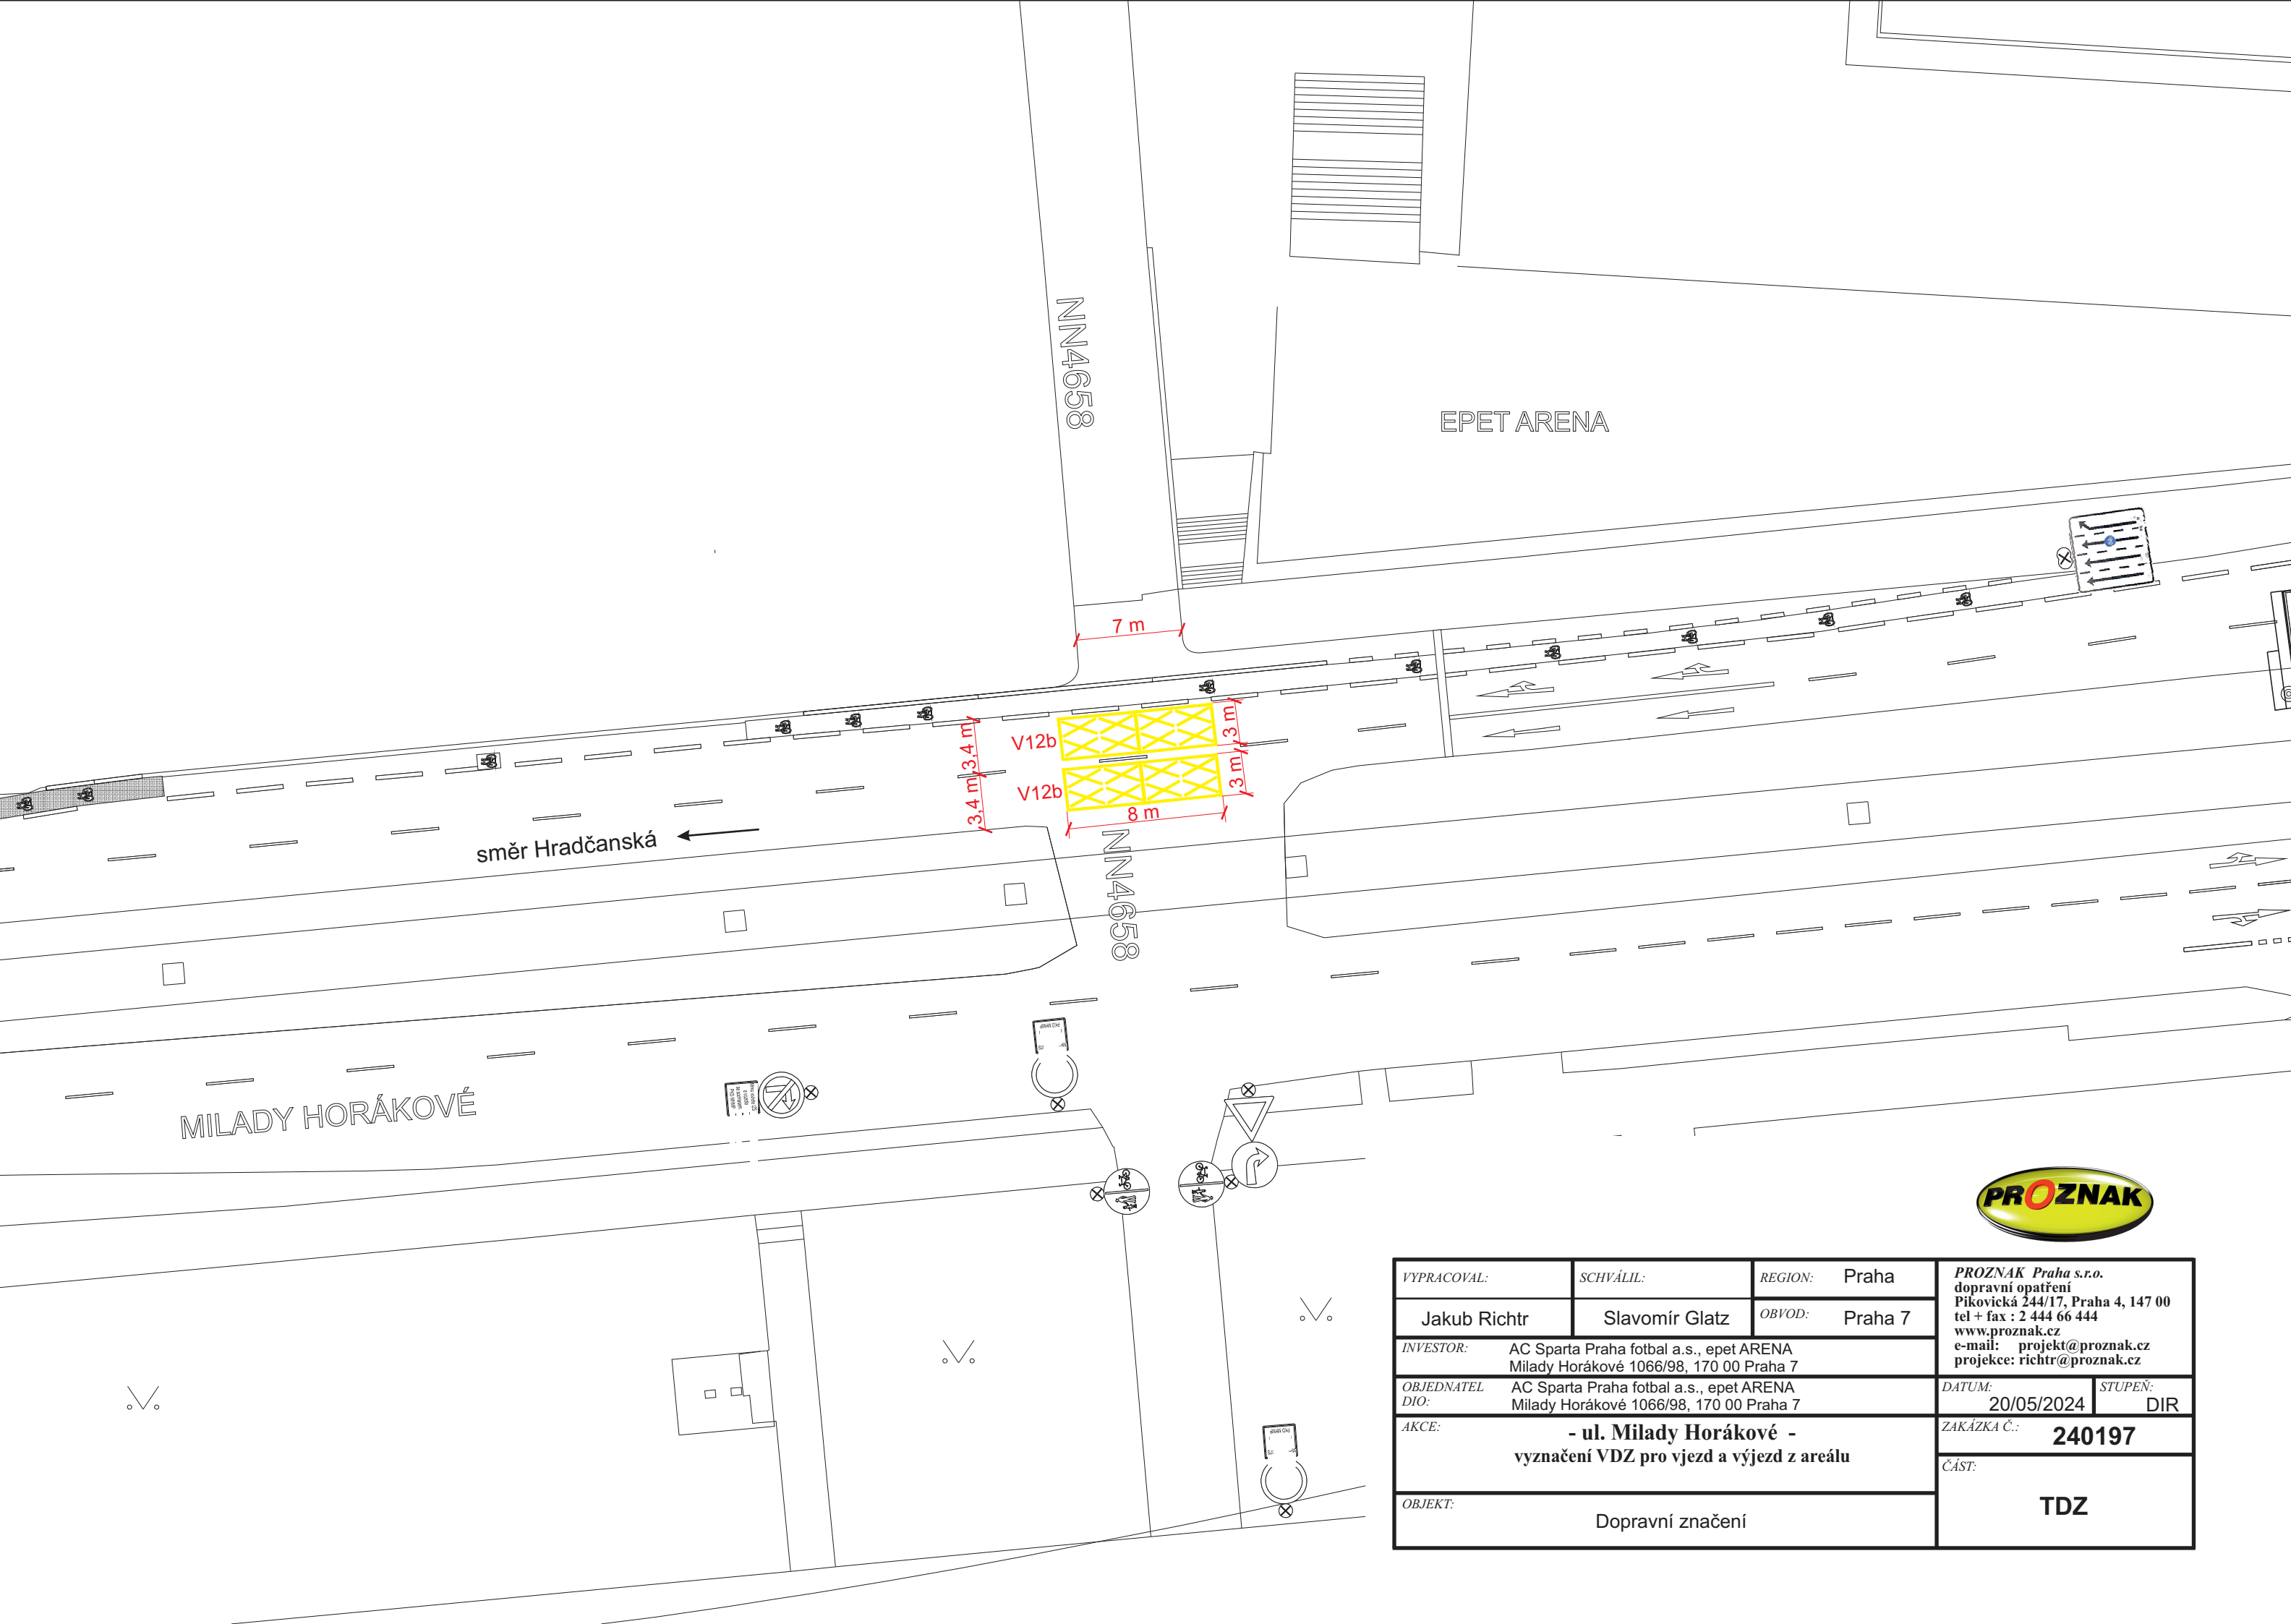 NN4658
EPET ARENA
7 m
3,4 m
3,4 m
V12b
V12b
3 m
3 m
8 m
směr Hradčanská
NN4658
MILADY HORÁKOVÉ
PROZNAK
VYPRACOVAL:
Jakub Richtr
SCHVÁLIL:
Slavomír Glatz
REGION: Praha
OBVOD: Praha 7
PROZNAK Praha s.r.o.
dopravní opatření
Pikovická 244/17, Praha 4, 147 00
tel + fax : 2 444 66 444
www.proznak.cz
e-mail: projekt@proznak.cz
projekce: richtr@proznak.cz
INVESTOR: AC Sparta Praha fotbal a.s., epet ARENA
Milady Horákové 1066/98, 170 00 Praha 7
OBJEDNATEL DIO: AC Sparta Praha fotbal a.s., epet ARENA
Milady Horákové 1066/98, 170 00 Praha 7
DATUM: 20/05/2024
STUPEŇ: DIR
AKCE: - ul. Milady Horákové -
vyznačení VDZ pro vjezd a výjezd z areálu
ZAKÁZKA Č.: 240197
ČÁST:
TDZ
OBJEKT:
Dopravní značení